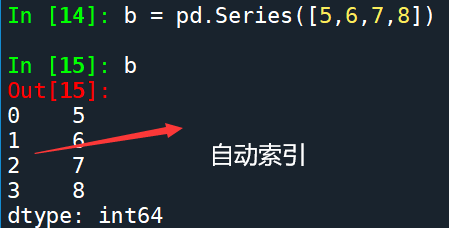 In [14]: b = pd.Series([5,6,7,8])
In [15]: b
Out[15]:
0    5
1    6
2    7
3    8
自动索引
dtype: int64